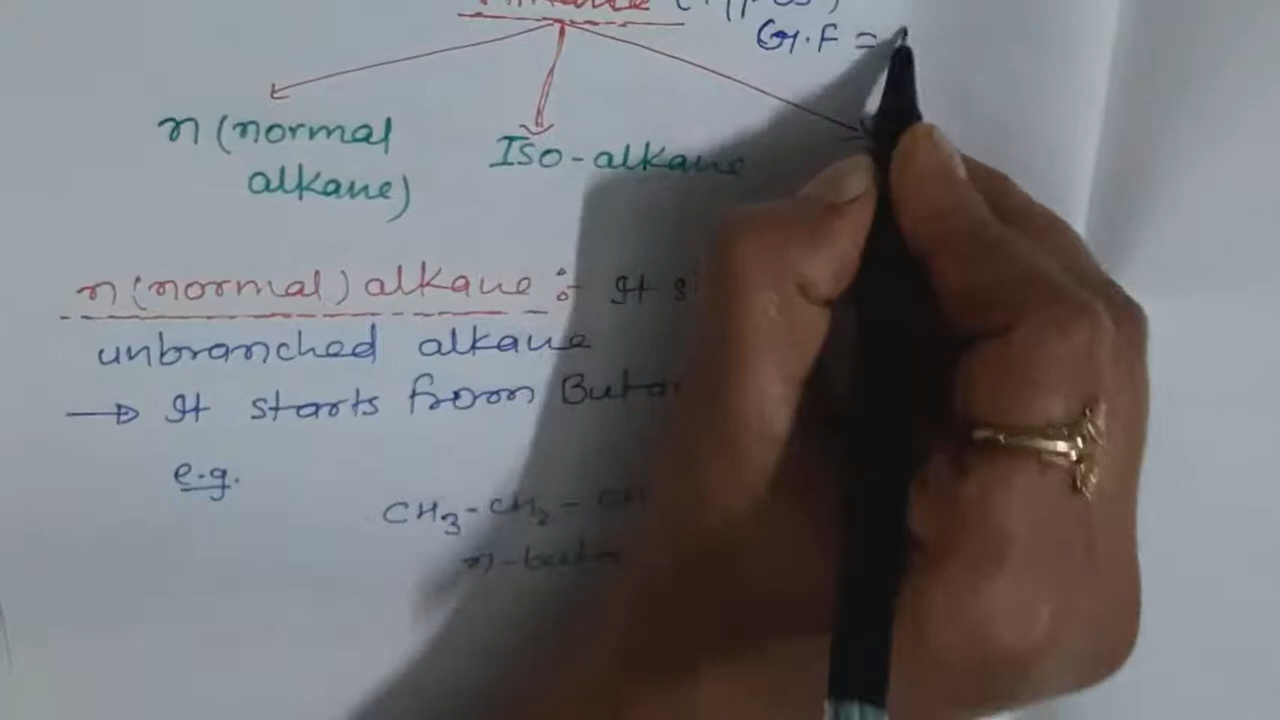 G.F =
n (normal
alkane)
Iso-alkane
n (normal) alkane :- It
unbranched alkane
→ It starts from
e.g.
CH₃-CH₂-